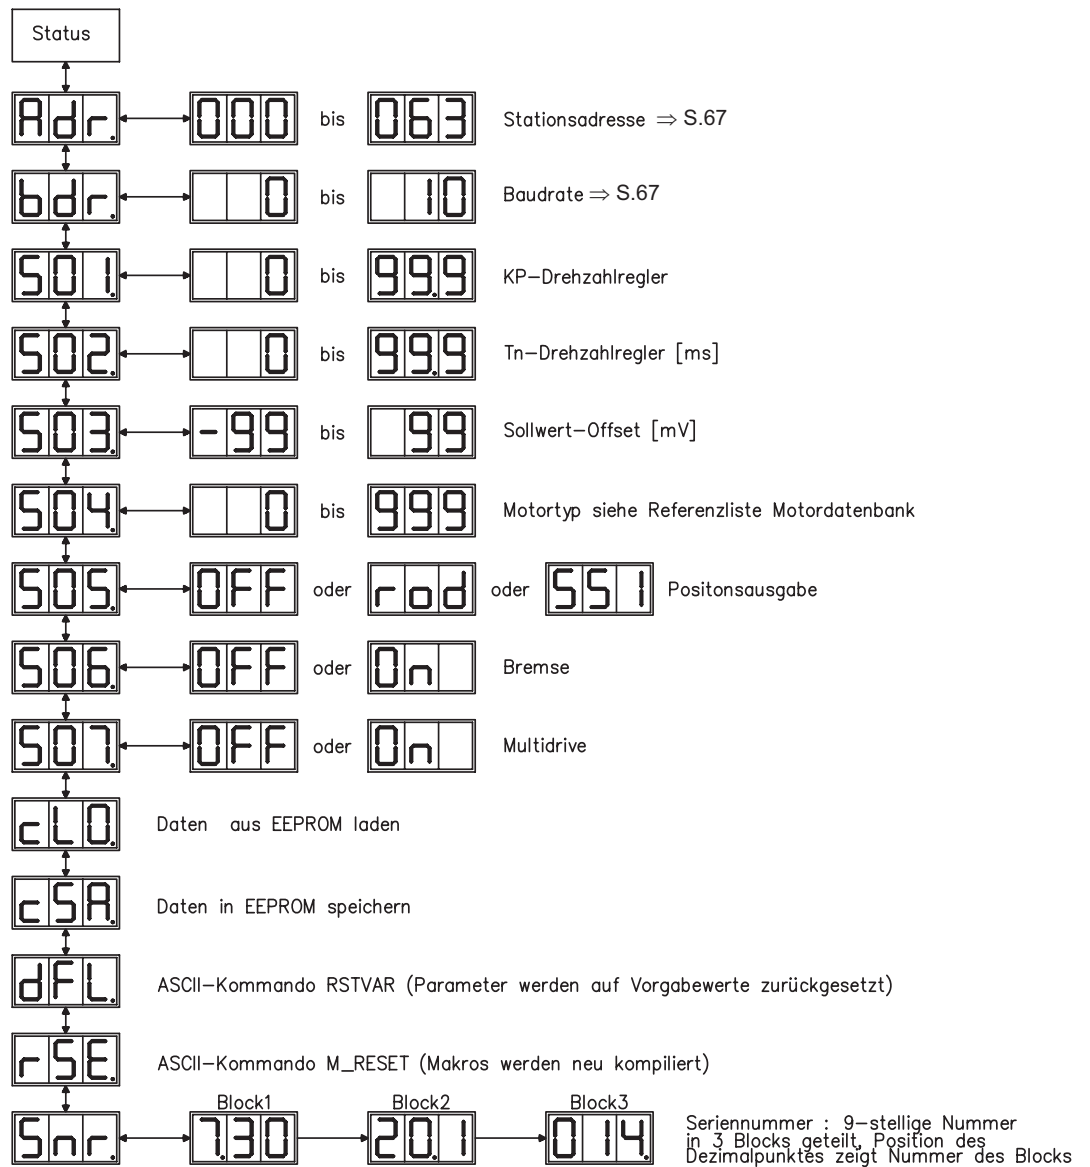 Status
Adr. 000 bis 063 Stationsadresse ⇒ S.67
bdr. 0 bis 10 Baudrate ⇒ S.67
S01. 0 bis 99.9 KP-Drehzahlregler
S02. 0 bis 99.9 Tn-Drehzahlregler [ms]
S03. -99 bis 99 Sollwert-Offset [mV]
S04. 0 bis 999 Motortyp siehe Referenzliste Motordatenbank
S05. OFF oder rod oder SSI Positonsausgabe
S06. OFF oder On Bremse
S07. OFF oder On Multidrive
cLO. Daten aus EEPROM laden
cSA. Daten in EEPROM speichern
dFL. ASCII-Kommando RSTVAR (Parameter werden auf Vorgabewerte zurückgesetzt)
rSE. ASCII-Kommando M_RESET (Makros werden neu kompiliert)
Block1 Block2 Block3
Snr. 7.30 20.1 014. Seriennummer : 9-stellige Nummer
in 3 Blocks geteilt, Position des
Dezimalpunktes zeigt Nummer des Blocks